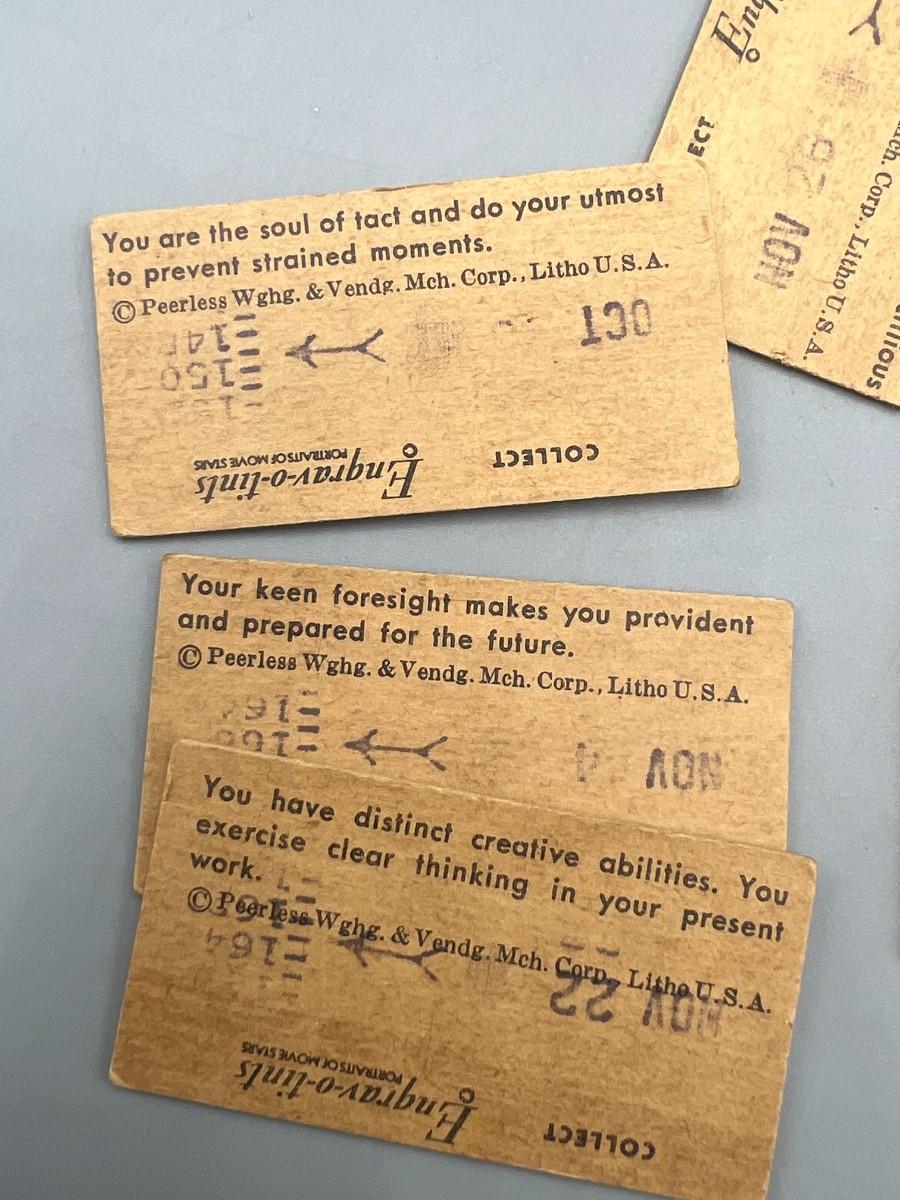 You are the soul of tact and do your utmost
to prevent strained moments.
© Peerless Wghg. & Vendg. Mch. Corp., Litho U.S.A.
OCT
150
COLLECT
Engrav-o-tints ©
PORTRAITS OF MOVIE STARS
Your keen foresight makes you provident
and prepared for the future.
© Peerless Wghg. & Vendg. Mch. Corp., Litho U.S.A.
NOV 4
You have distinct creative abilities. You
exercise clear thinking in your present
work.
© Peerless Wghg. & Vendg. Mch. Corp., Litho U.S.A.
NOV 22
164
COLLECT
Engrav-o-tints ©
PORTRAITS OF MOVIE STARS
NOV
Corp., Litho U.S.A.